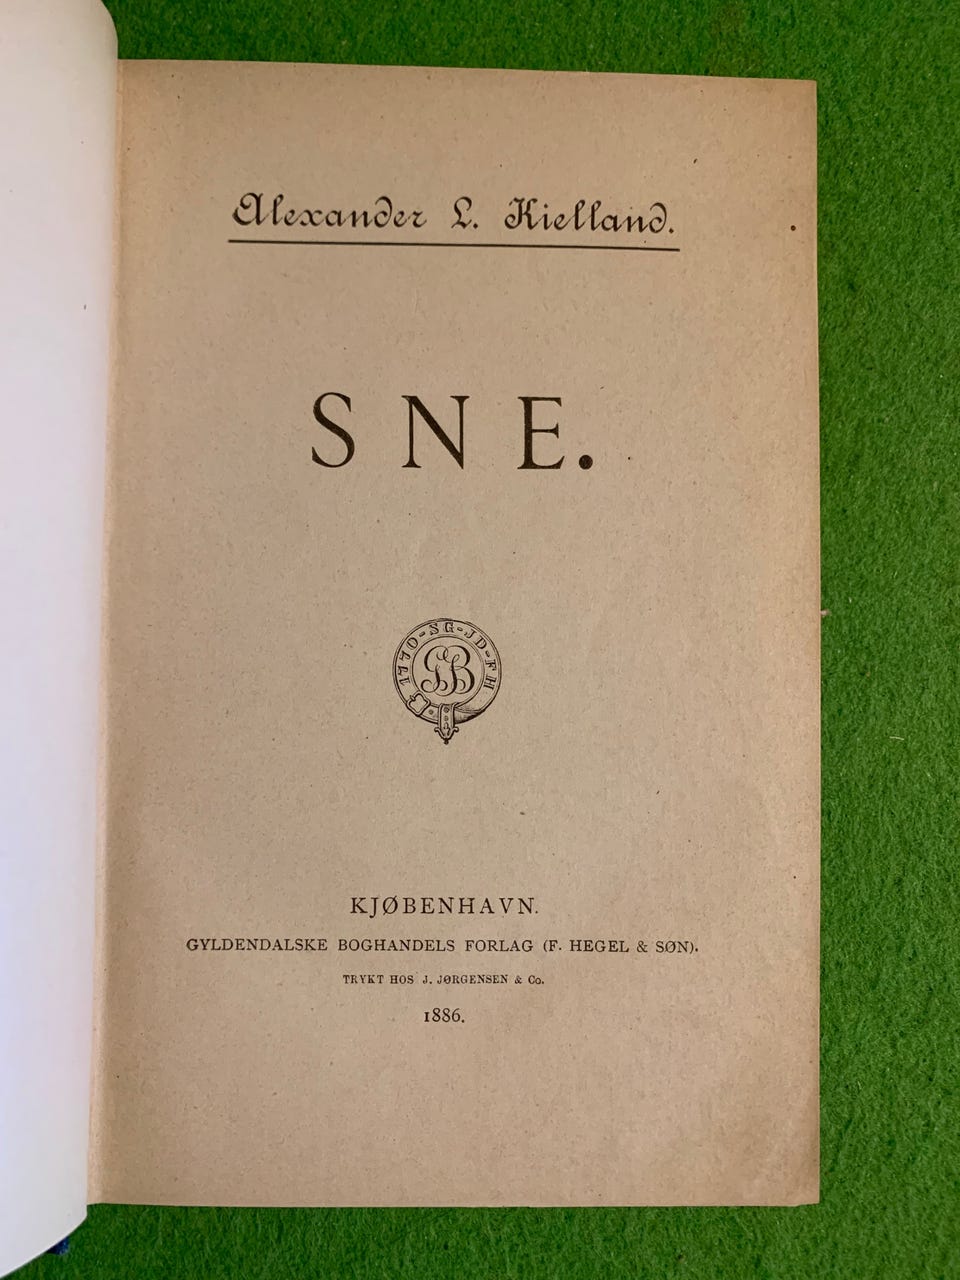 Alexander L. Kielland.
SNE.
1770-SG-JD-FH
GB
KJØBENHAVN.
GYLDENDALSKE BOGHANDELS FORLAG (F. HEGEL & SØN).
TRYKT HOS J. JØRGENSEN & Co.
1886.